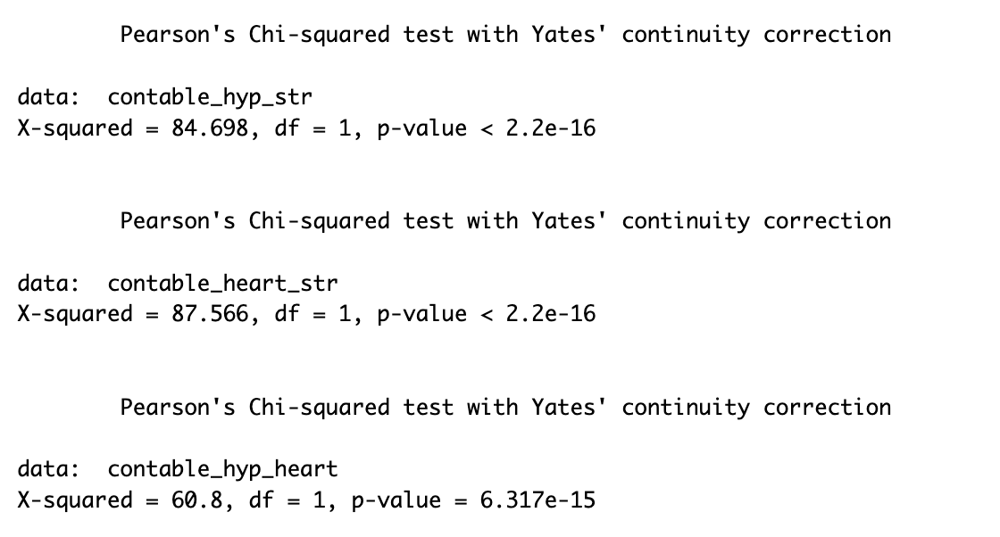 Pearson's Chi-squared test with Yates' continuity correction
data:  contable_hyp_str
X-squared = 84.698, df = 1, p-value < 2.2e-16
Pearson's Chi-squared test with Yates' continuity correction
data:  contable_heart_str
X-squared = 87.566, df = 1, p-value < 2.2e-16
Pearson's Chi-squared test with Yates' continuity correction
data:  contable_hyp_heart
X-squared = 60.8, df = 1, p-value = 6.317e-15